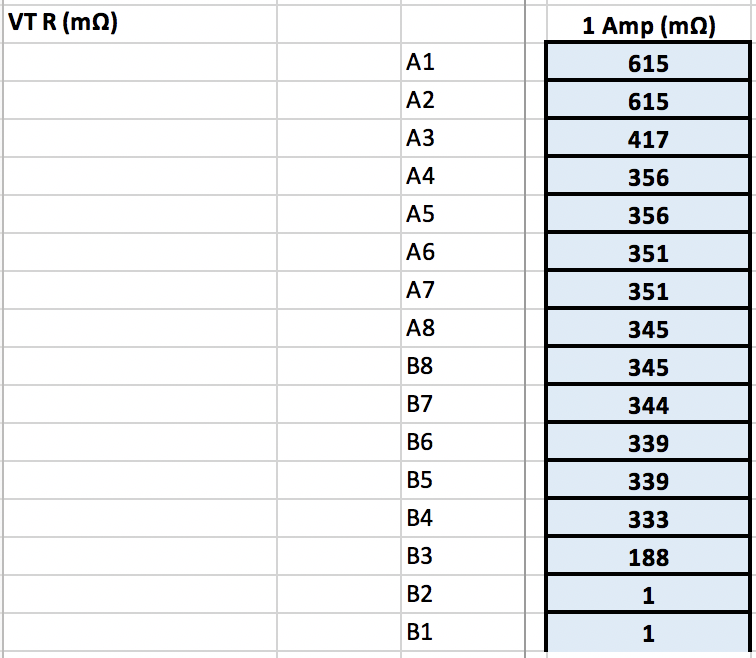 VT R (mΩ) 1 Amp (mΩ)
A1 615
A2 615
A3 417
A4 356
A5 356
A6 351
A7 351
A8 345
B8 345
B7 344
B6 339
B5 339
B4 333
B3 188
B2 1
B1 1